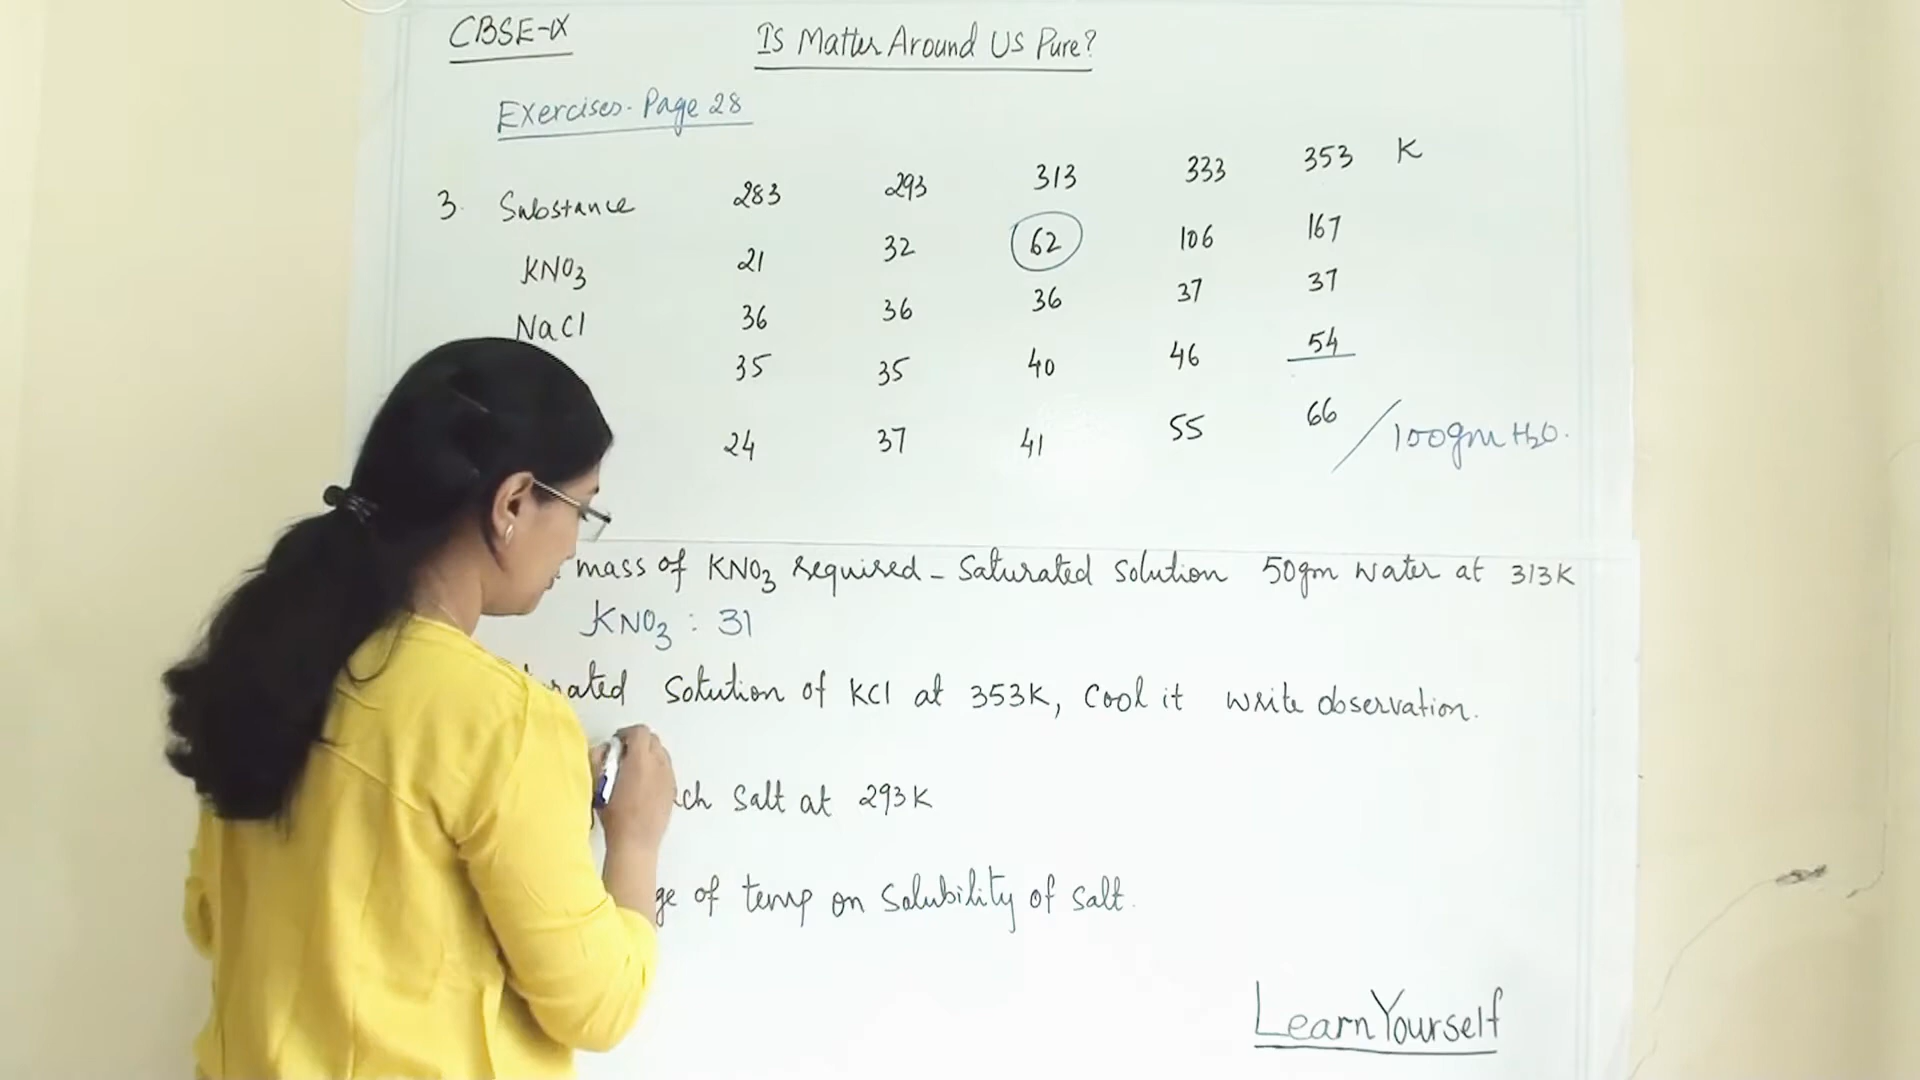 CBSE-IX
Is Matter Around Us Pure?
Exercises. Page 28
3. Substance 283 293 313 333 353 K
KNO3 21 32 62 106 167
NaCl 36 36 36 37 37
35 35 40 46 54
24 37 41 55 66 /100gm H2O.
mass of KNO3 required - Saturated Solution 50gm water at 313K
KNO3 : 31
Solution of KCl at 353K, Cool it write observation.
Salt at 293K
of temp on Solubility of salt.
LearnYourself